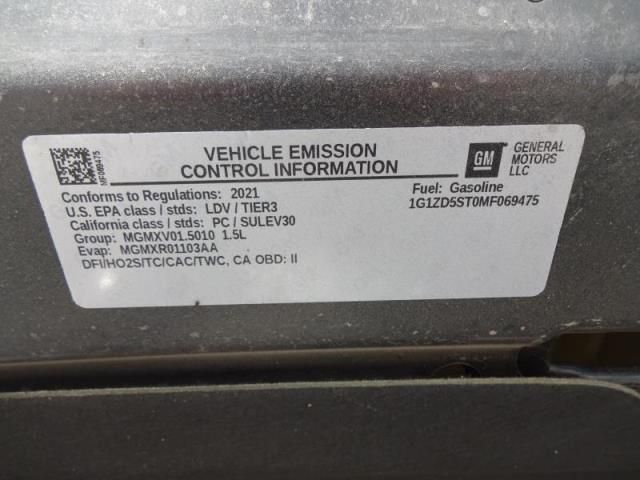 MF069475
VEHICLE EMISSION
CONTROL INFORMATION
GM
GENERAL
MOTORS
LLC
Conforms to Regulations: 2021
U.S. EPA class / stds: LDV / TIER3
California class / stds: PC / SULEV30
Group: MGMXV01.5010 1.5L
Evap: MGMXR01103AA
DFI/HO2S/TC/CAC/TWC, CA OBD: II
Fuel: Gasoline
1G1ZD5ST0MF069475